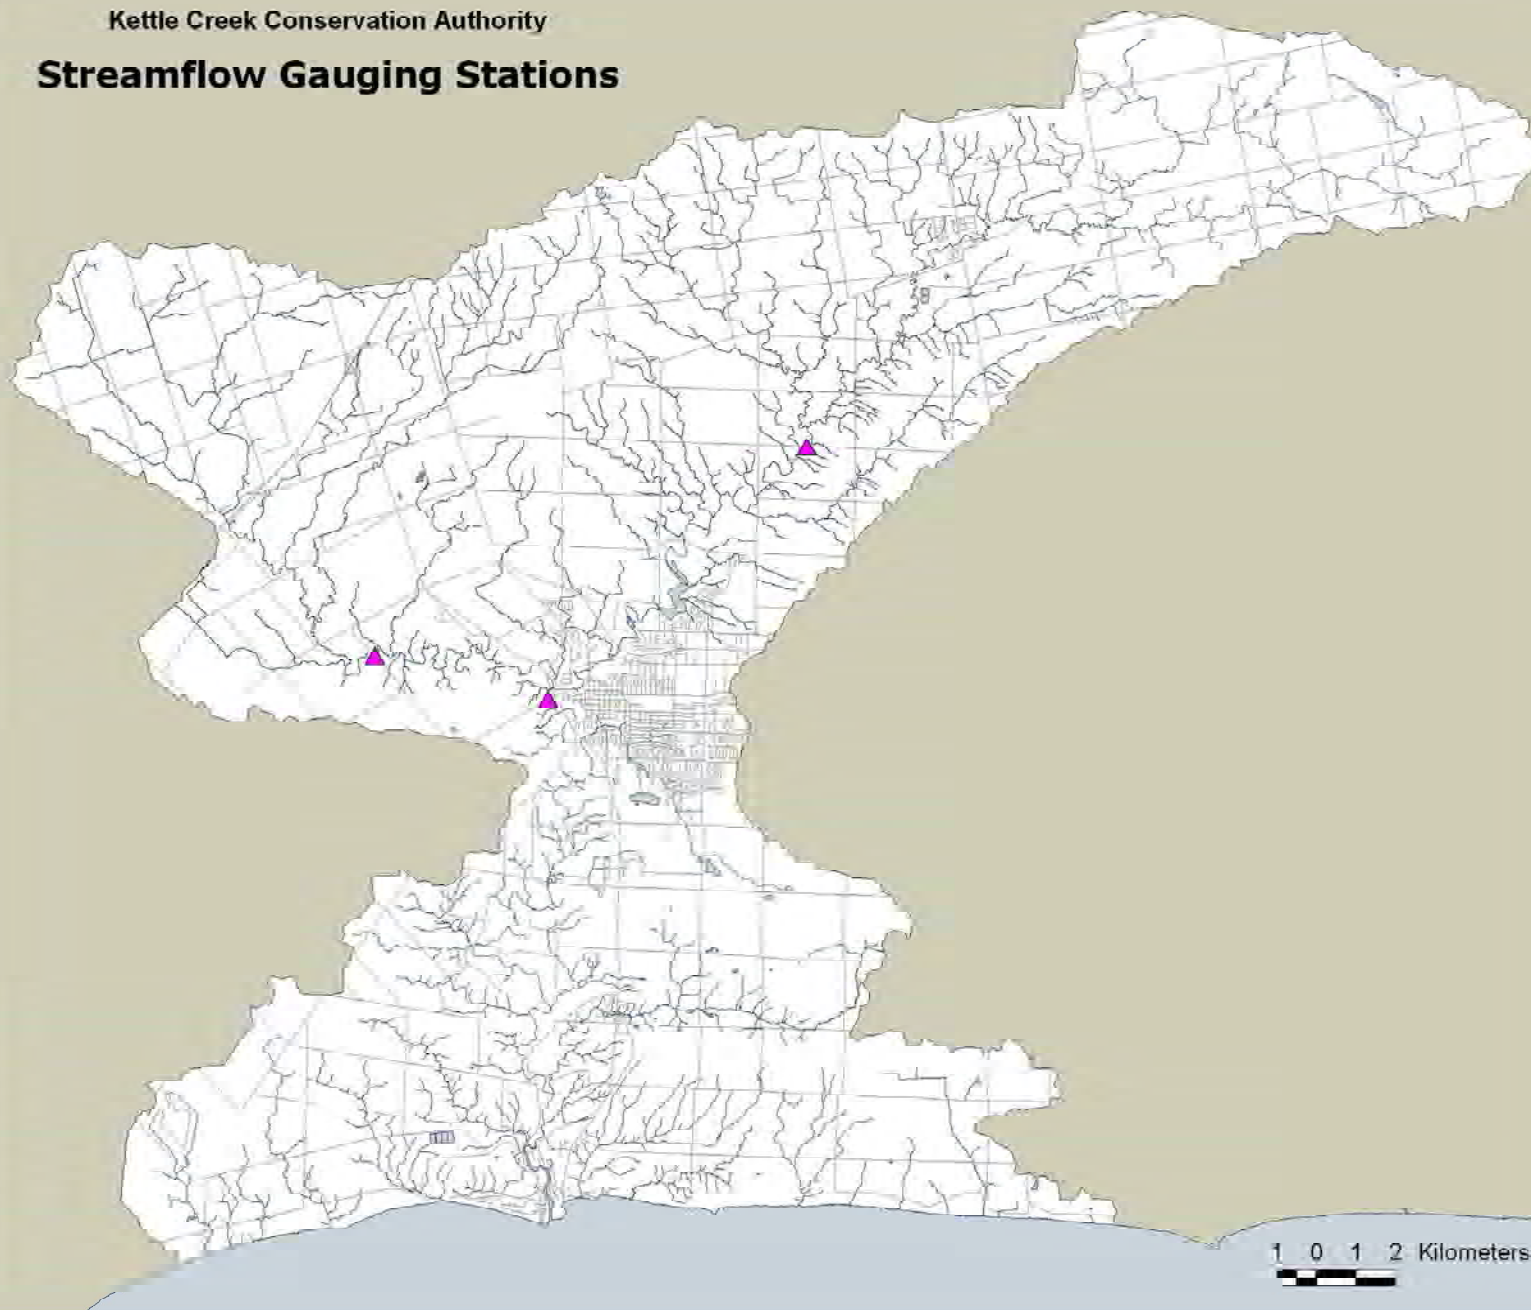 Kettle Creek Conservation Authority
Streamflow Gauging Stations
1 0 1 2 Kilometers